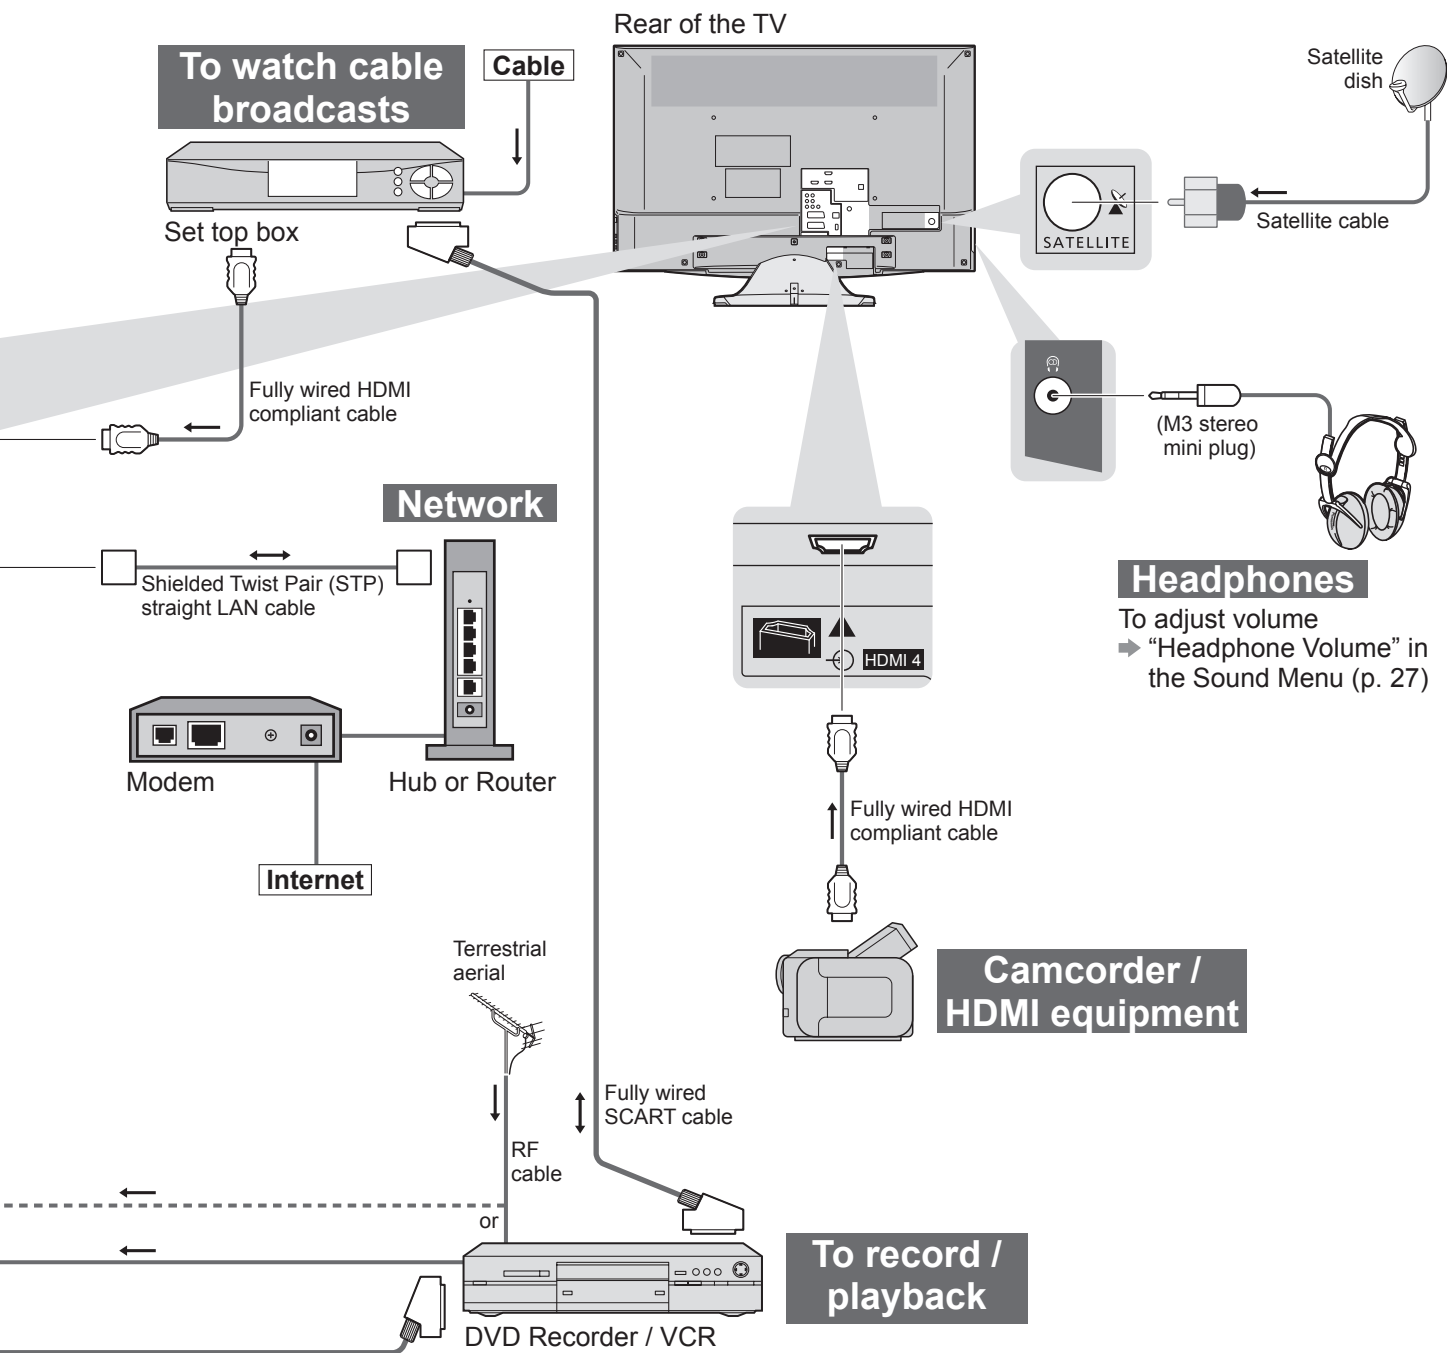 Rear of the TV
To watch cable
broadcasts
Cable
Satellite
dish
Set top box
SATELLITE
Satellite cable
Fully wired HDMI
compliant cable
(M3 stereo
mini plug)
Network
Shielded Twist Pair (STP)
straight LAN cable
Headphones
To adjust volume
“Headphone Volume” in
the Sound Menu (p. 27)
HDMI 4
Modem
Hub or Router
Fully wired HDMI
compliant cable
Internet
Terrestrial
aerial
Camcorder /
HDMI equipment
Fully wired
SCART cable
RF
cable
or
To record /
playback
DVD Recorder / VCR